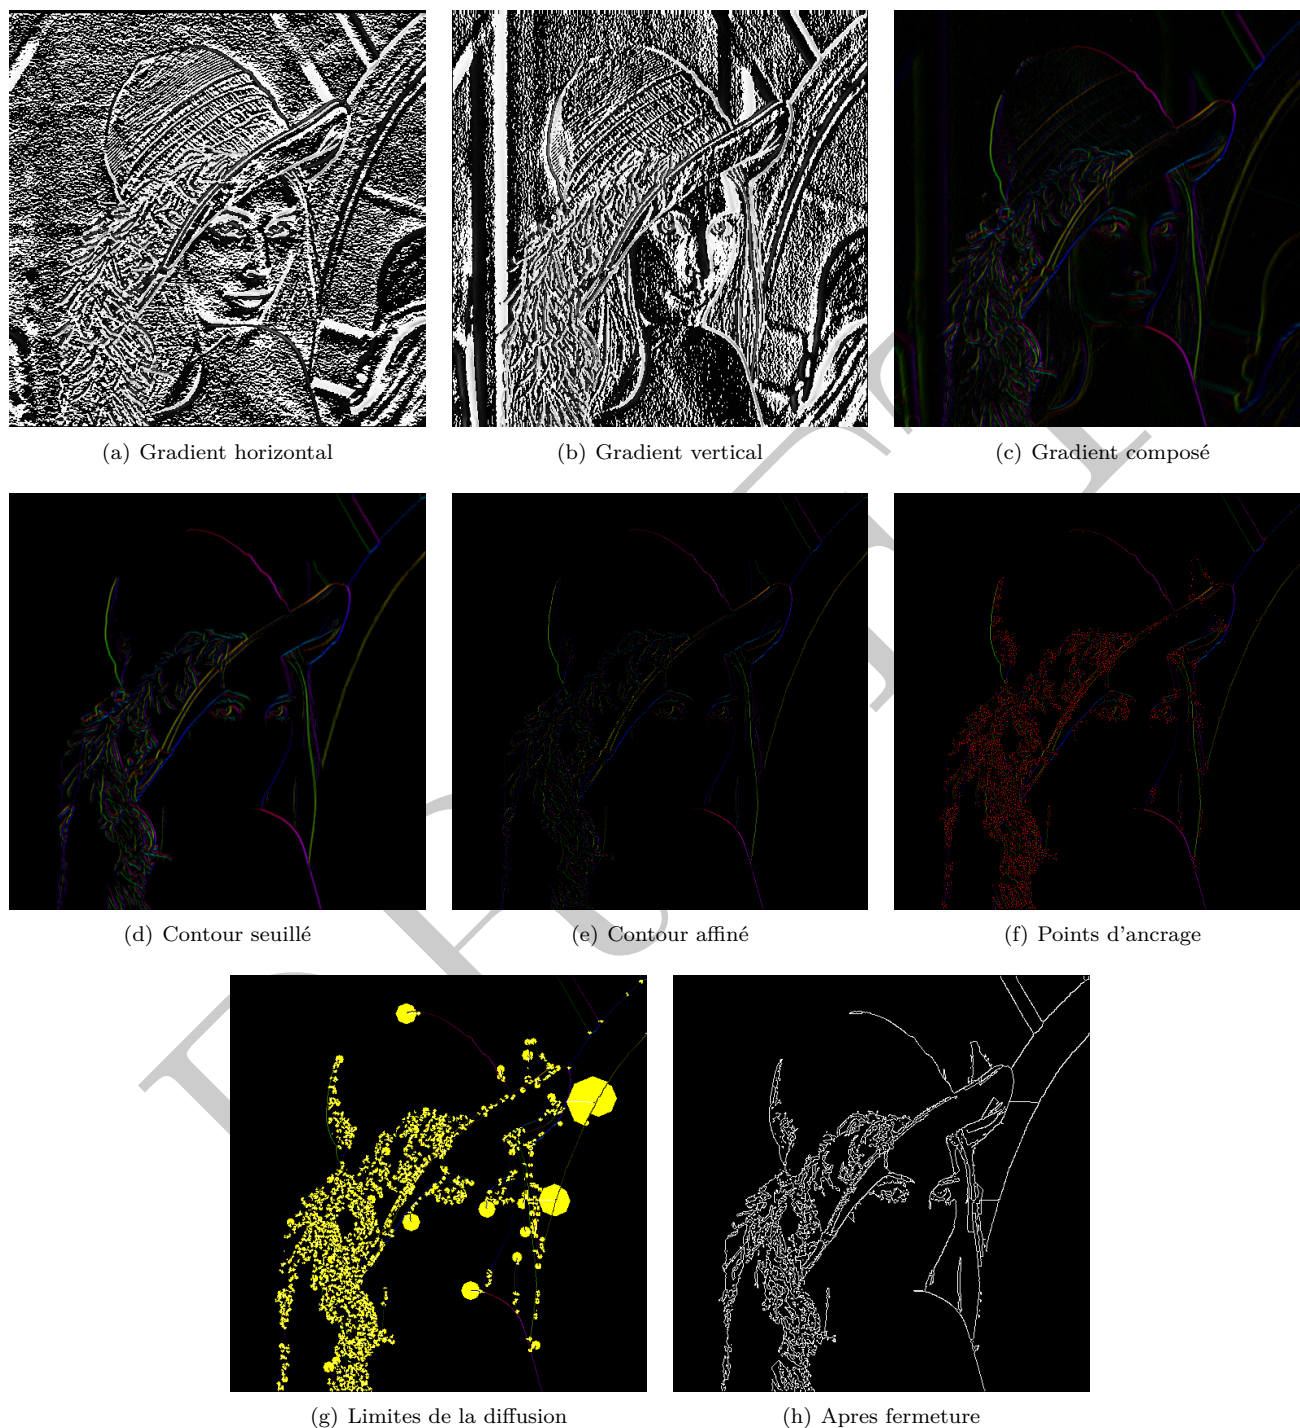 (a) Gradient horizontal
(b) Gradient vertical
(c) Gradient composé
(d) Contour seuillé
(e) Contour affiné
(f) Points d'ancrage
(g) Limites de la diffusion
(h) Apres fermeture